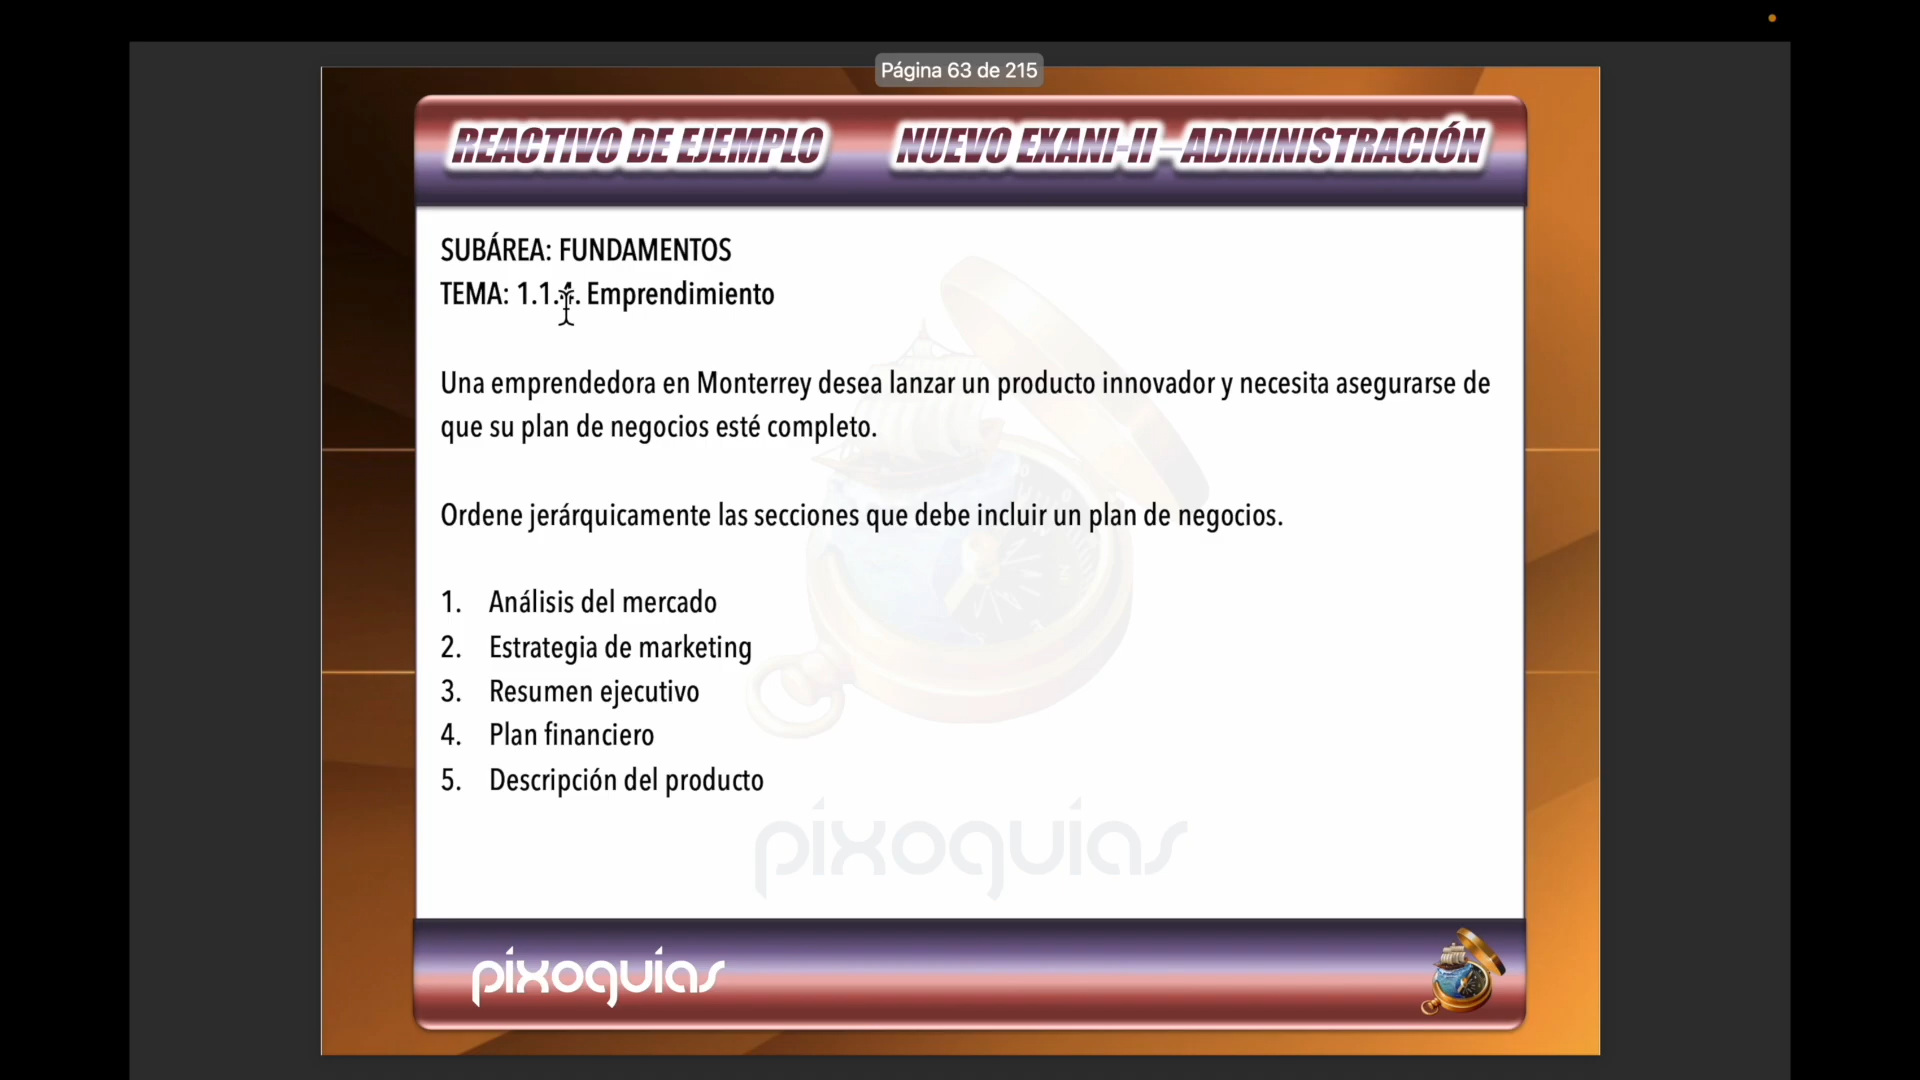 Página 63 de 215
REACTIVO DE EJEMPLO NUEVO EXANI-II – ADMINISTRACIÓN
SUBÁREA: FUNDAMENTOS
TEMA: 1.1.4. Emprendimiento
Una emprendedora en Monterrey desea lanzar un producto innovador y necesita asegurarse de
que su plan de negocios esté completo.
Ordene jerárquicamente las secciones que debe incluir un plan de negocios.
1. Análisis del mercado
2. Estrategia de marketing
3. Resumen ejecutivo
4. Plan financiero
5. Descripción del producto
pixoguias
pixoguias